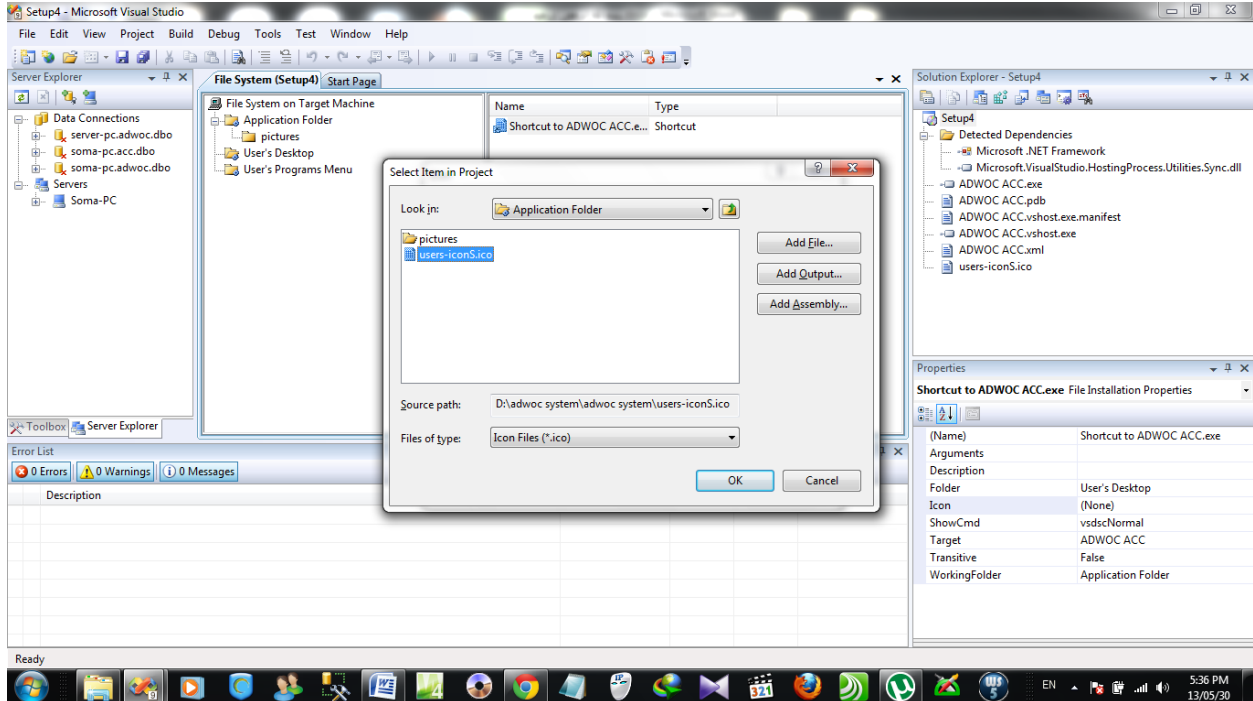 Setup4 - Microsoft Visual Studio
File Edit View Project Build Debug Tools Test Window Help
Server Explorer
Data Connections
server-pc.adwoc.dbo
soma-pc.acc.dbo
soma-pc.adwoc.dbo
Servers
Soma-PC
Toolbox Server Explorer
File System (Setup4) Start Page
File System on Target Machine
Application Folder
pictures
User's Desktop
User's Programs Menu
Name Type
Shortcut to ADWOC ACC.e... Shortcut
Select Item in Project
Look in: Application Folder
pictures
users-iconS.ico
Add File...
Add Output...
Add Assembly...
Source path: D:\adwoc system\adwoc system\users-iconS.ico
Files of type: Icon Files (*.ico)
OK Cancel
Solution Explorer - Setup4
Setup4
Detected Dependencies
Microsoft .NET Framework
Microsoft.VisualStudio.HostingProcess.Utilities.Sync.dll
ADWOC ACC.exe
ADWOC ACC.pdb
ADWOC ACC.vshost.exe.manifest
ADWOC ACC.vshost.exe
ADWOC ACC.xml
users-iconS.ico
Properties
Shortcut to ADWOC ACC.exe File Installation Properties
(Name) Shortcut to ADWOC ACC.exe
Arguments
Description
Folder User's Desktop
Icon (None)
ShowCmd vsdscNormal
Target ADWOC ACC
Transitive False
WorkingFolder Application Folder
Error List
0 Errors 0 Warnings 0 Messages
Description
Ready
EN
5:36 PM
13/05/30